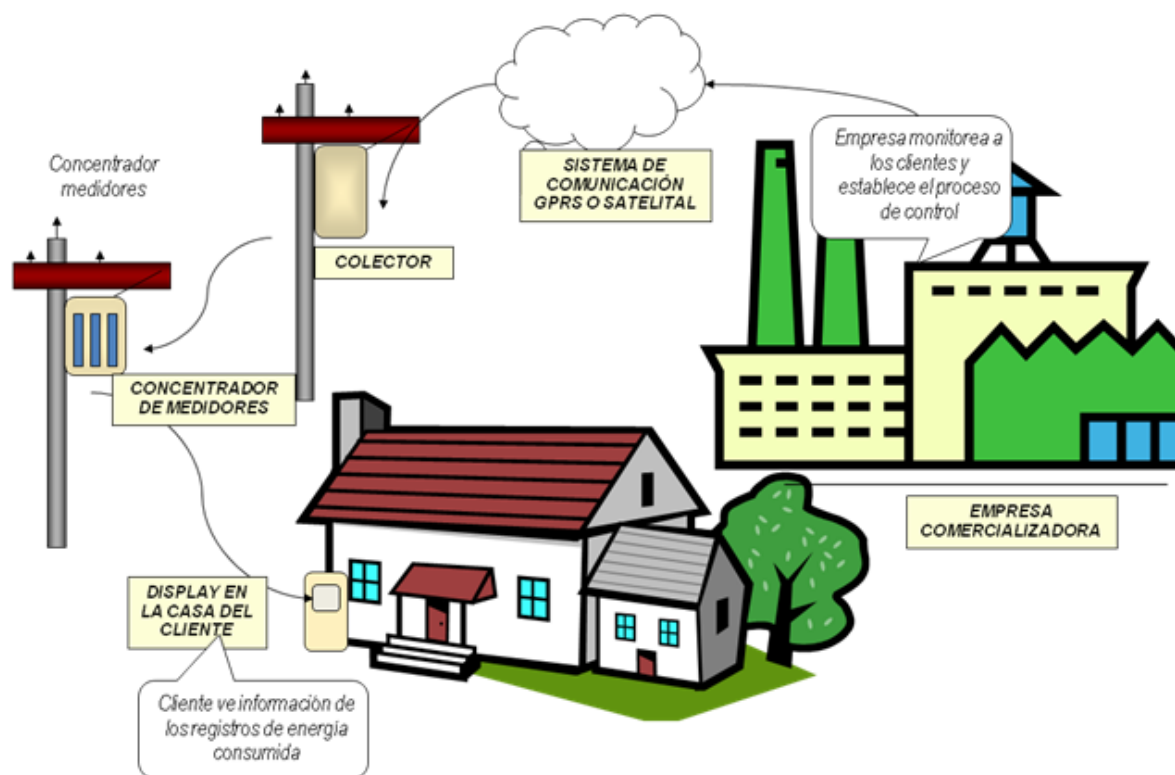 Concentrador
medidores
SISTEMA DE
COMUNICACIÓN
GPRS O SATELITAL
Empresa monitorea a
los clientes y
establece el proceso
de control
COLECTOR
CONCENTRADOR
DE MEDIDORES
EMPRESA
COMERCIALIZADORA
DISPLAY EN
LA CASA DEL
CLIENTE
Cliente ve información de
los registros de energía
consumida